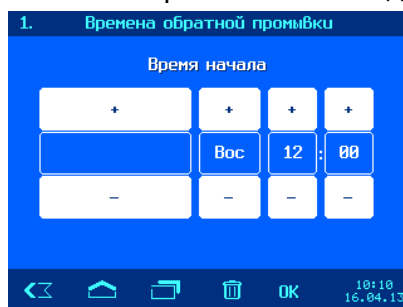 1. Времена обратной промывки
Время начала
+ + + +
Вос 12 : 00
– – – –
OK 10:10
16.04.13